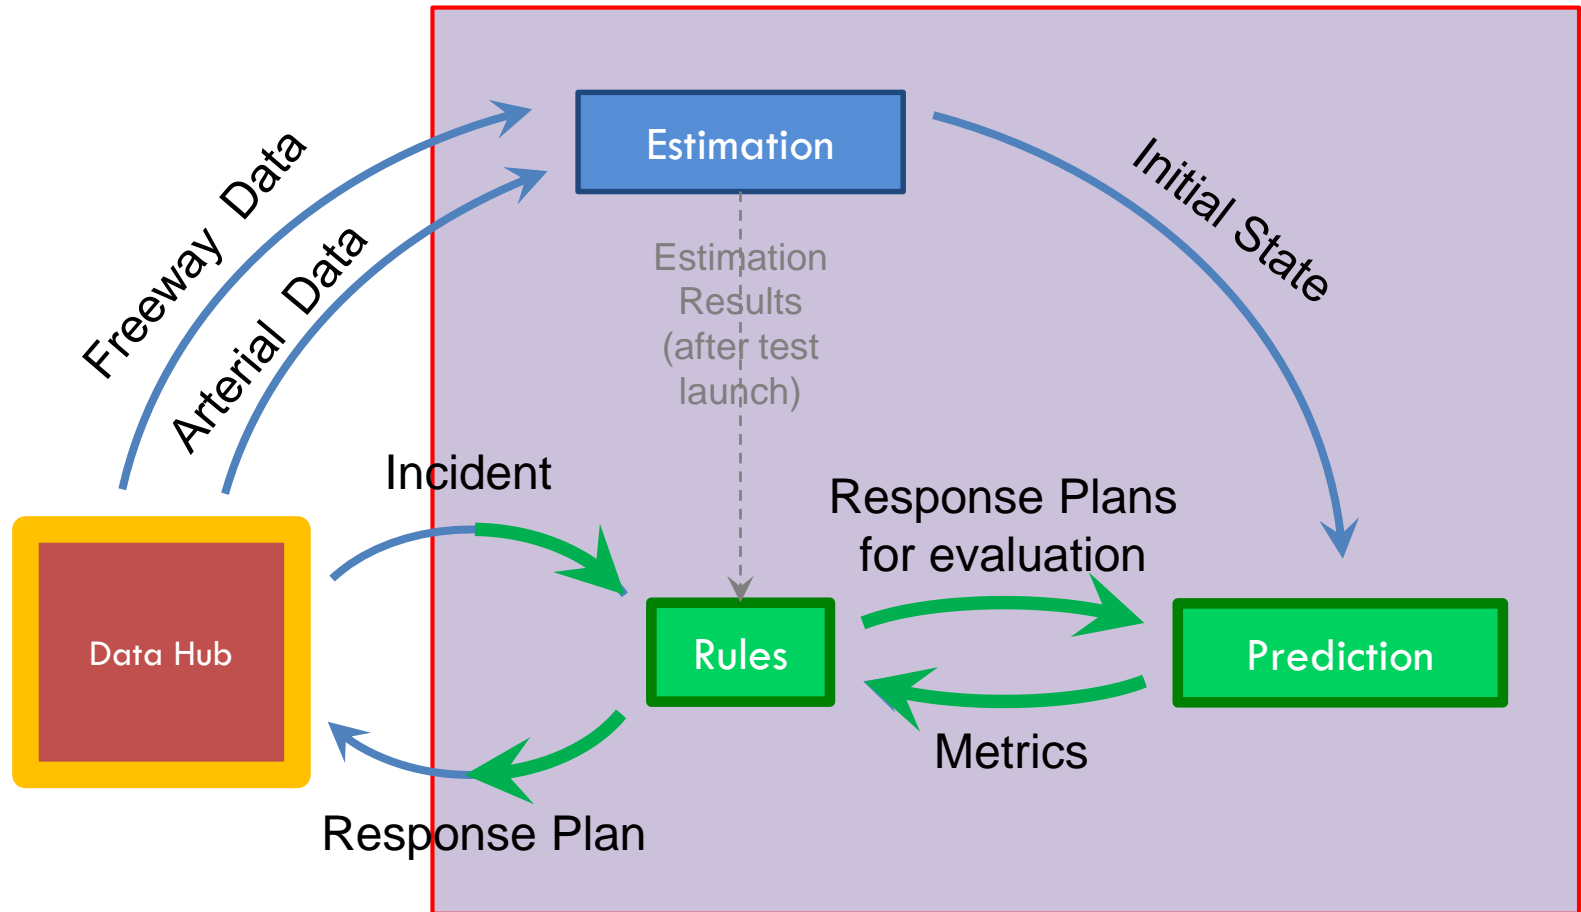 Estimation
Freeway Data
Arterial Data
Initial State
Estimation
Results
(after test
launch)
Incident
Response Plans
for evaluation
Data Hub
Rules
Prediction
Metrics
Response Plan